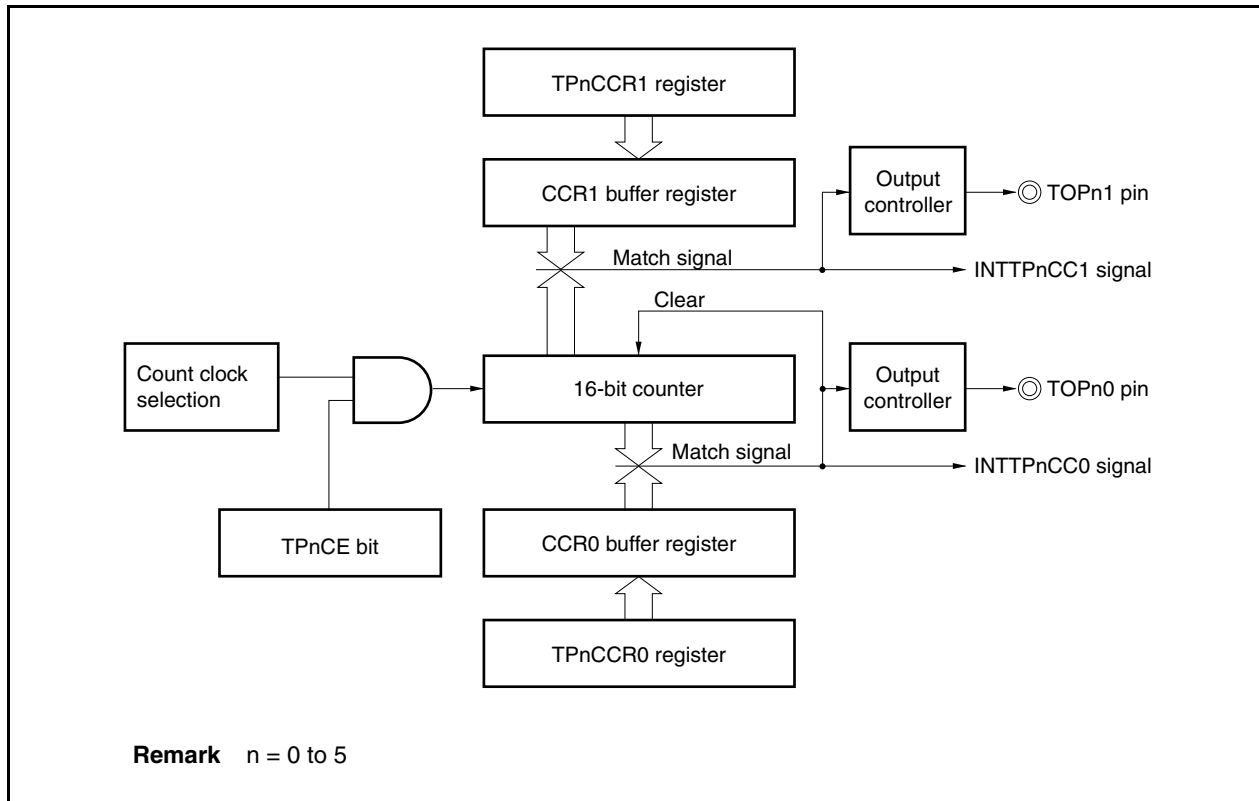 TPnCCR1 register
CCR1 buffer register
Output
controller
TOPn1 pin
Match signal
INTTPnCC1 signal
Clear
Count clock
selection
16-bit counter
Output
controller
TOPn0 pin
Match signal
INTTPnCC0 signal
TPnCE bit
CCR0 buffer register
TPnCCR0 register
Remark n = 0 to 5